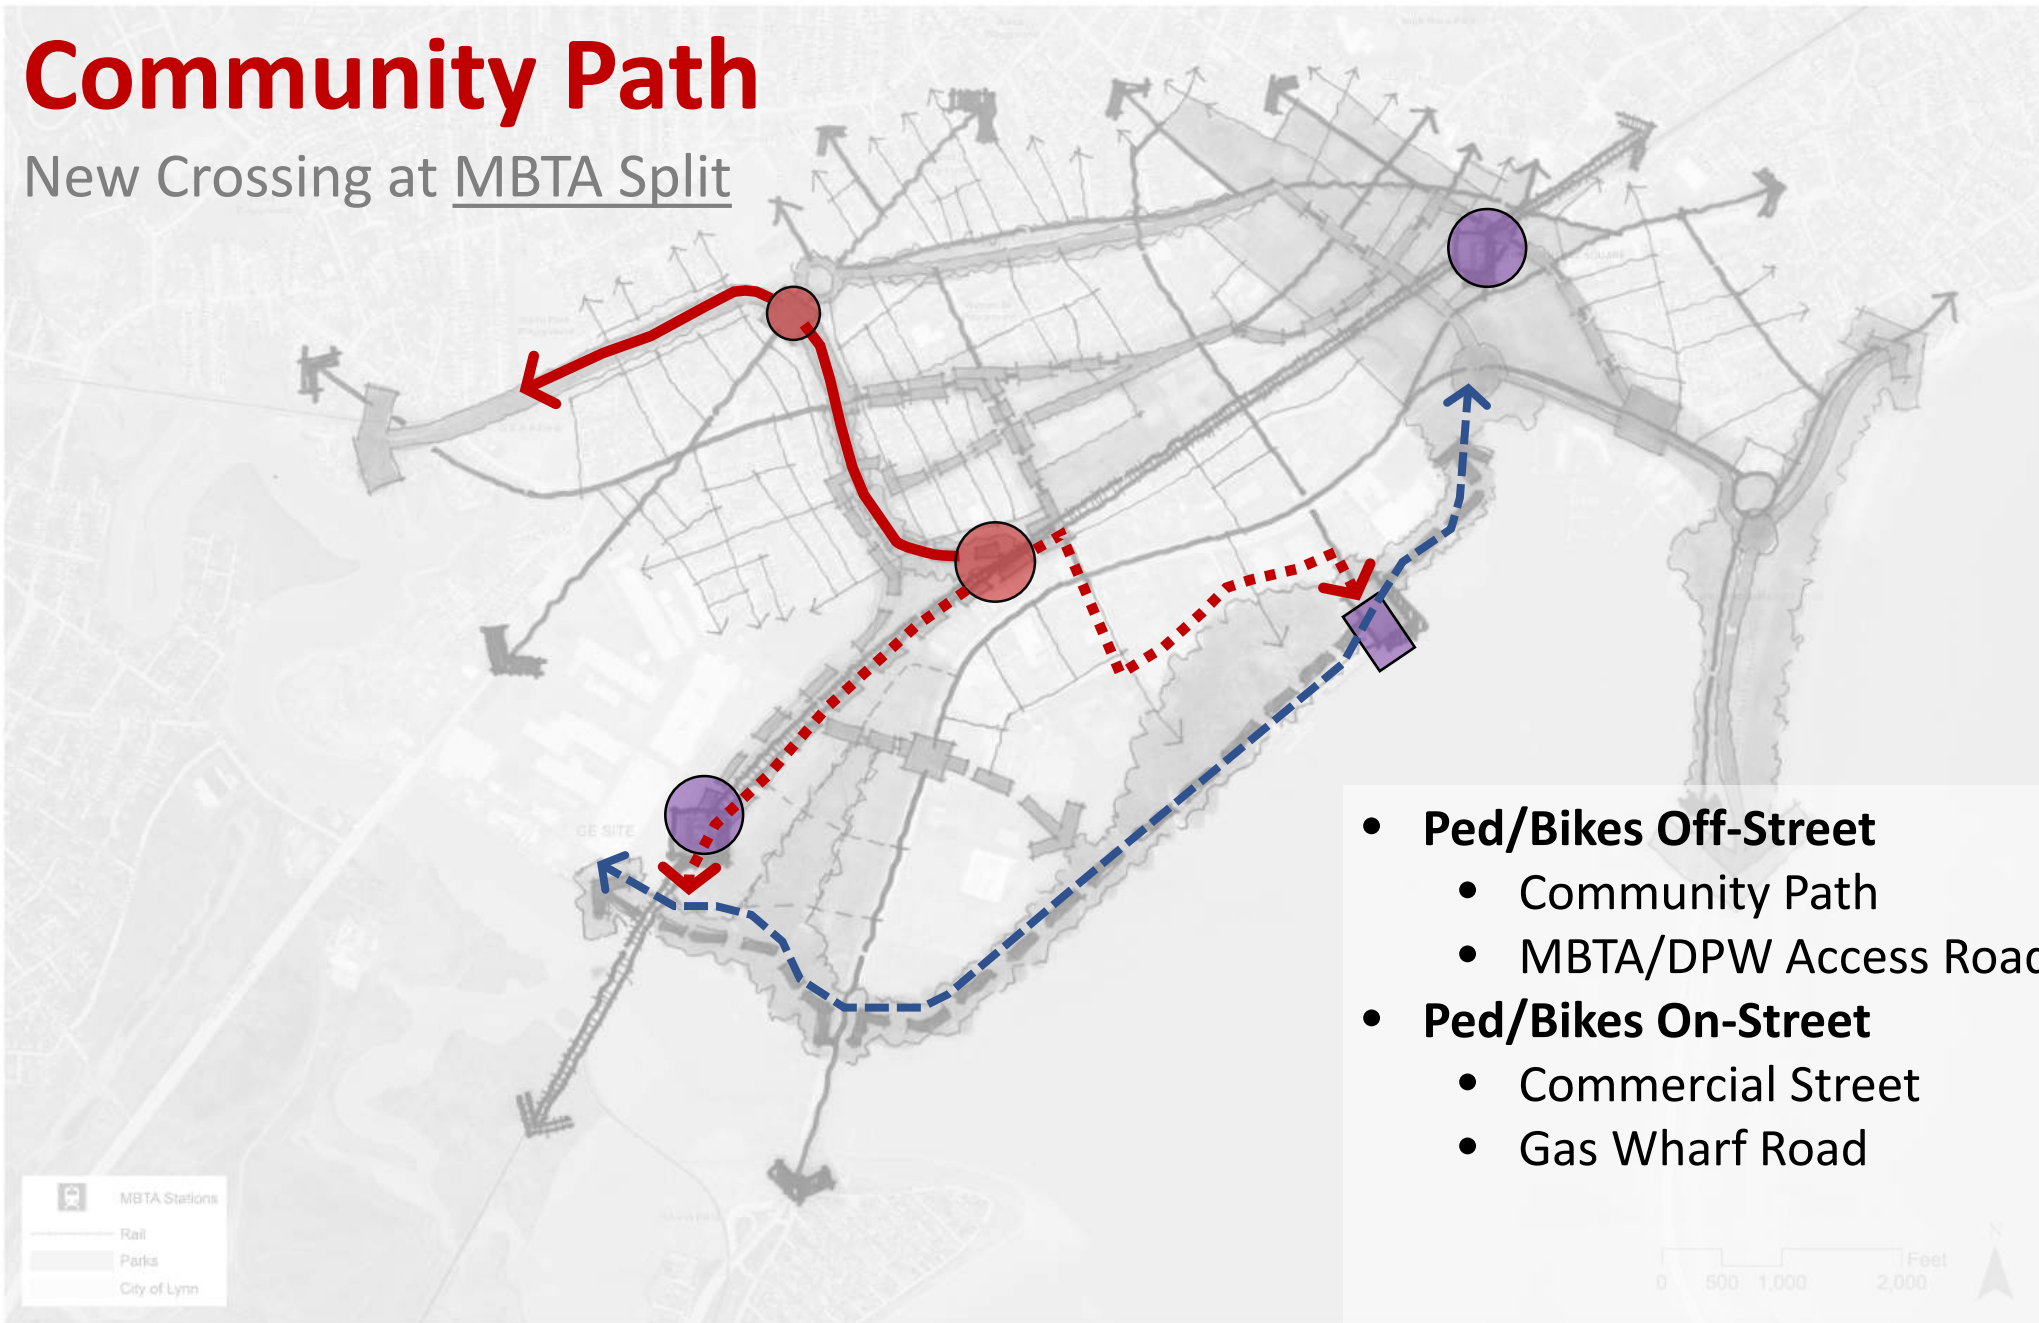 Community Path
New Crossing at MBTA Split
GE SITE
• Ped/Bikes Off-Street
• Community Path
• MBTA/DPW Access Road
• Ped/Bikes On-Street
• Commercial Street
• Gas Wharf Road
MBTA Stations
Rail
Parks
City of Lynn
N
Feet
0 500 1,000 2,000